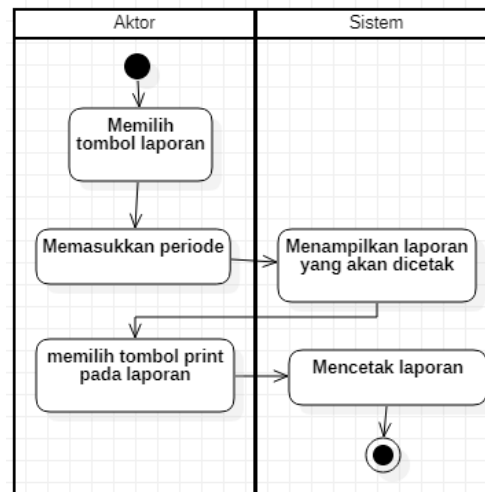 Aktor
Sistem
Memilih
tombol laporan
Memasukkan periode
Menampilkan laporan
yang akan dicetak
memilih tombol print
pada laporan
Mencetak laporan